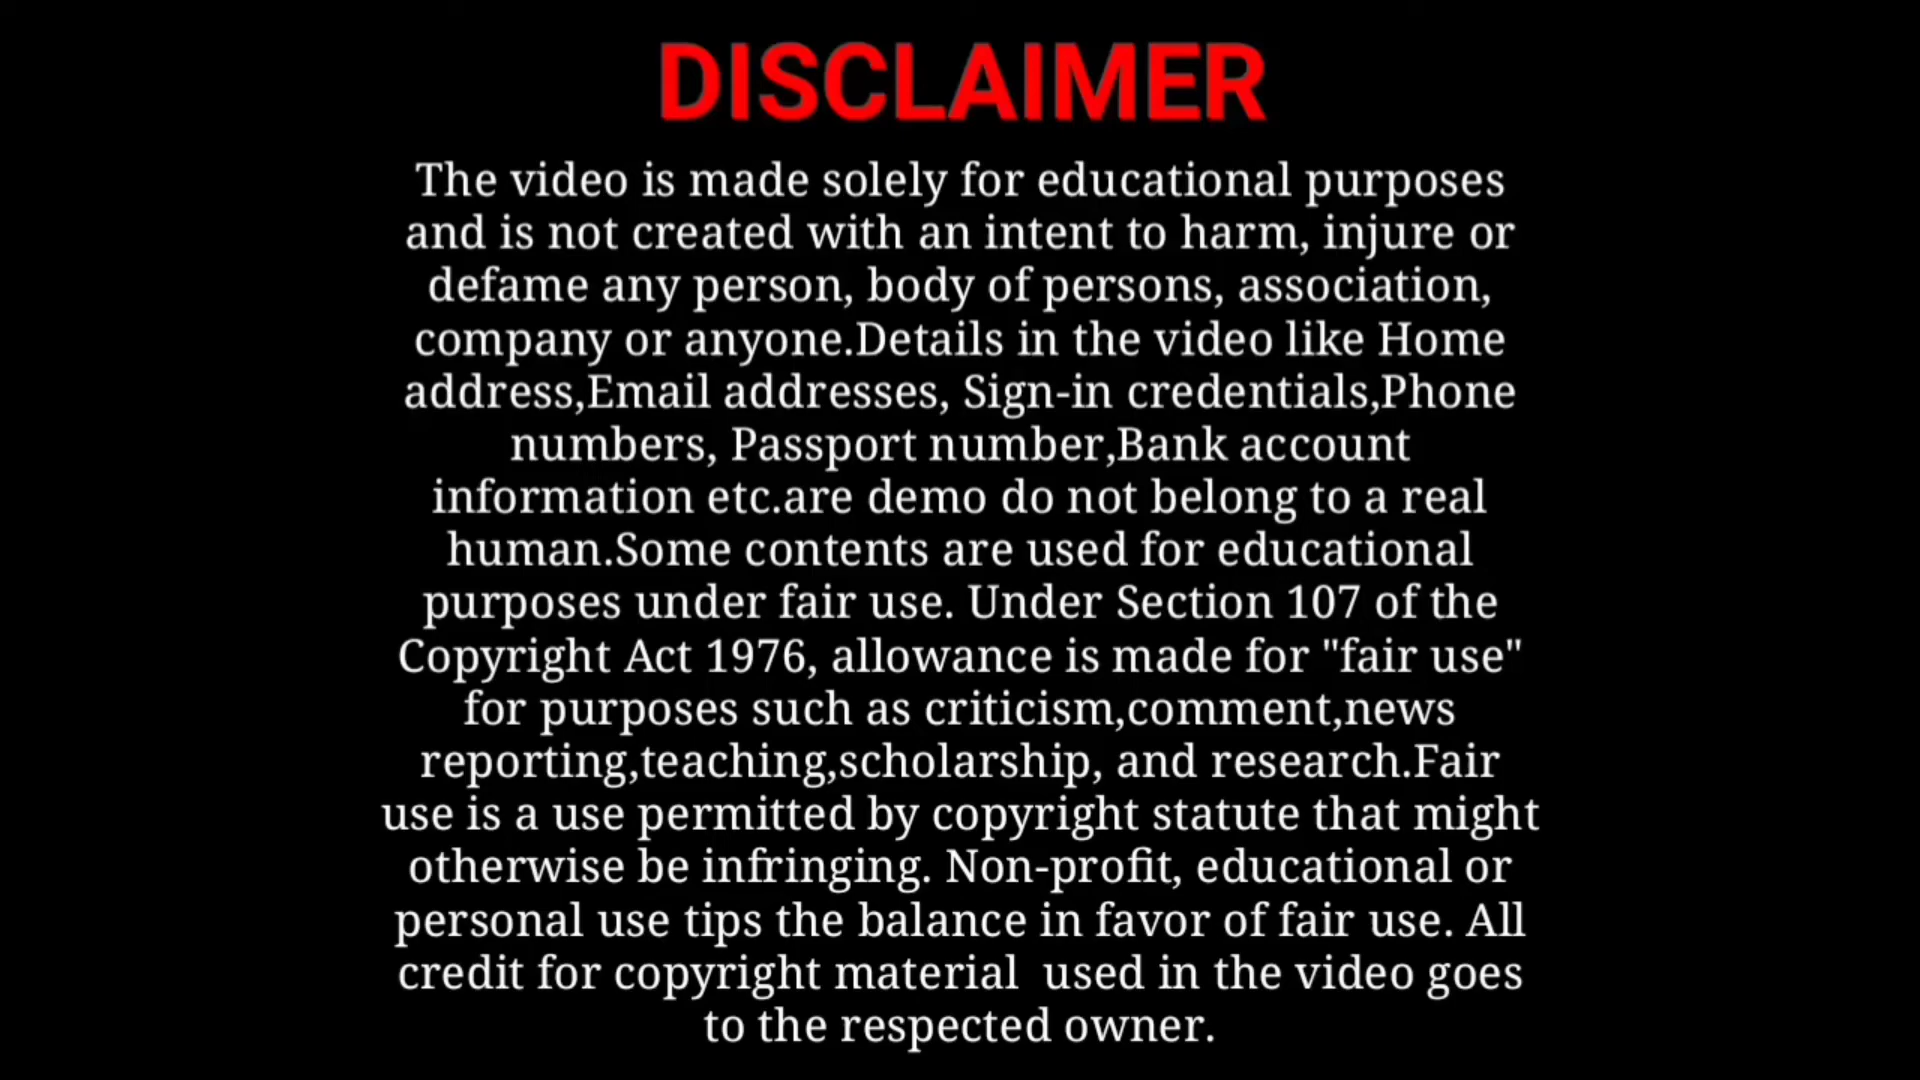 DISCLAIMER
The video is made solely for educational purposes
and is not created with an intent to harm, injure or
defame any person, body of persons, association,
company or anyone.Details in the video like Home
address,Email addresses, Sign-in credentials,Phone
numbers, Passport number,Bank account
information etc.are demo do not belong to a real
human.Some contents are used for educational
purposes under fair use. Under Section 107 of the
Copyright Act 1976, allowance is made for "fair use"
for purposes such as criticism,comment,news
reporting,teaching,scholarship, and research.Fair
use is a use permitted by copyright statute that might
otherwise be infringing. Non-profit, educational or
personal use tips the balance in favor of fair use. All
credit for copyright material  used in the video goes
to the respected owner.